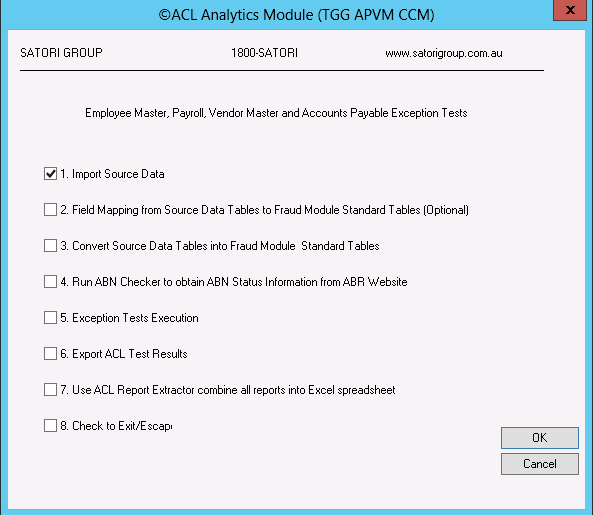 ©ACL Analytics Module (TGG APVM CCM)
x
SATORI GROUP 1800-SATORI www.satorigroup.com.au
Employee Master, Payroll, Vendor Master and Accounts Payable Exception Tests
1. Import Source Data
2. Field Mapping from Source Data Tables to Fraud Module Standard Tables (Optional)
3. Convert Source Data Tables into Fraud Module  Standard Tables
4. Run ABN Checker to obtain ABN Status Information from ABR Website
5. Exception Tests Execution
6. Export ACL Test Results
7. Use ACL Report Extractor combine all reports into Excel spreadsheet
8. Check to Exit/Escape
OK
Cancel